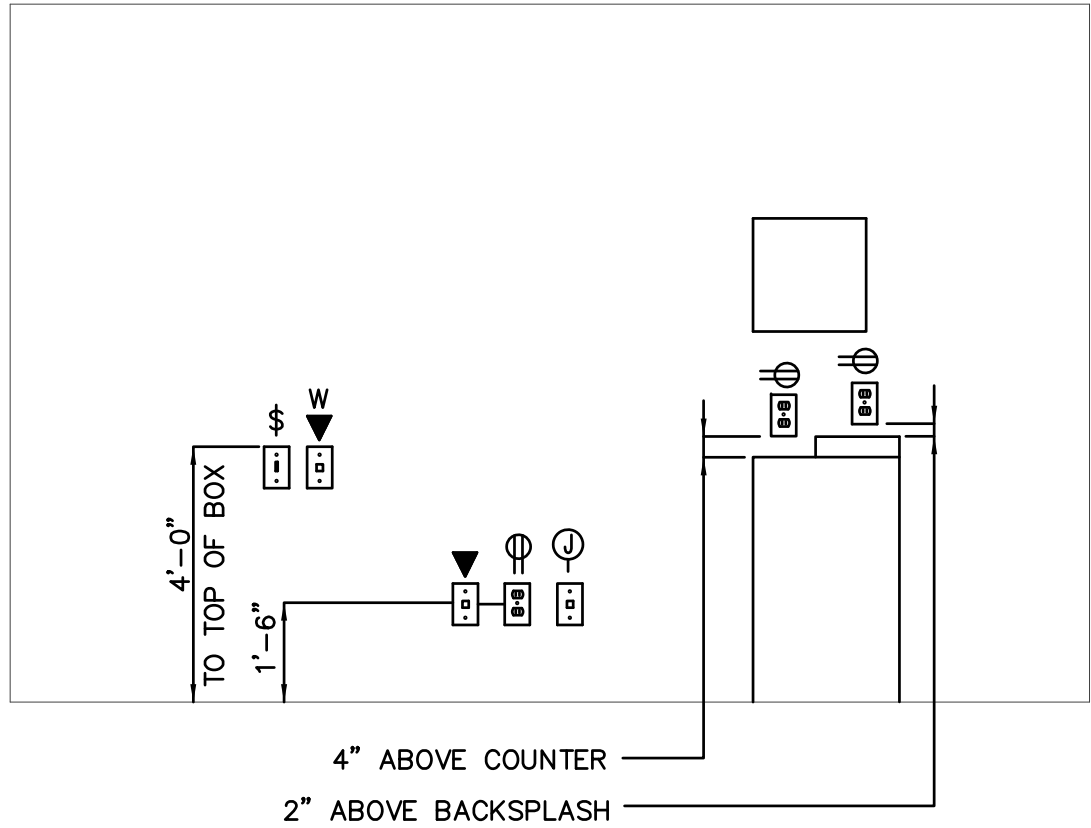 $
W
4'-0"
TO TOP OF BOX
1'-6"
J
4" ABOVE COUNTER
2" ABOVE BACKSPLASH